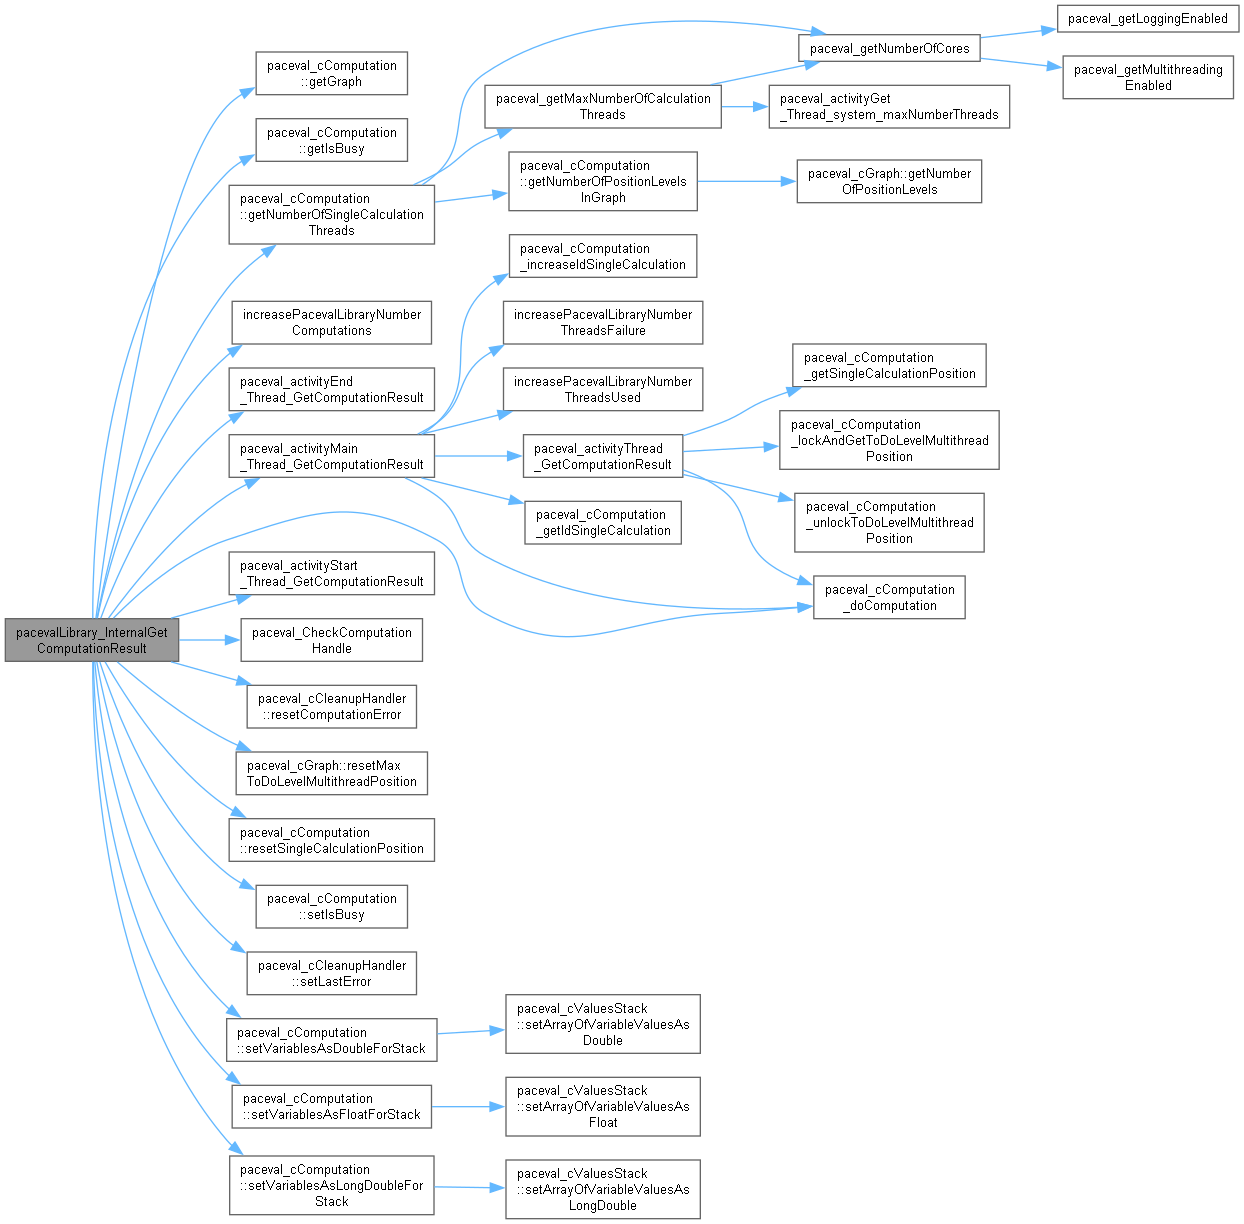 pacevalLibrary_InternalGet
ComputationResult
paceval_cComputation
::getGraph
paceval_cComputation
::getIsBusy
paceval_cComputation
::getNumberOfSingleCalculation
Threads
increasePacevalLibraryNumber
Computations
paceval_activityEnd
_Thread_GetComputationResult
paceval_activityMain
_Thread_GetComputationResult
paceval_activityStart
_Thread_GetComputationResult
paceval_CheckComputation
Handle
paceval_cCleanupHandler
::resetComputationError
paceval_cGraph::resetMax
ToDoLevelMultithreadPosition
paceval_cComputation
::resetSingleCalculationPosition
paceval_cComputation
::setIsBusy
paceval_cCleanupHandler
::setLastError
paceval_cComputation
::setVariablesAsDoubleForStack
paceval_cComputation
::setVariablesAsFloatForStack
paceval_cComputation
::setVariablesAsLongDoubleFor
Stack
paceval_getMaxNumberOfCalculation
Threads
paceval_cComputation
::getNumberOfPositionLevels
InGraph
paceval_cComputation
_increaseIdSingleCalculation
increasePacevalLibraryNumber
ThreadsFailure
increasePacevalLibraryNumber
ThreadsUsed
paceval_activityThread
_GetComputationResult
paceval_cComputation
_getIdSingleCalculation
paceval_cValuesStack
::setArrayOfVariableValuesAs
Double
paceval_cValuesStack
::setArrayOfVariableValuesAs
Float
paceval_cValuesStack
::setArrayOfVariableValuesAs
LongDouble
paceval_getNumberOfCores
paceval_activityGet
_Thread_system_maxNumberThreads
paceval_cGraph::getNumber
OfPositionLevels
paceval_cComputation
_getSingleCalculationPosition
paceval_cComputation
_lockAndGetToDoLevelMultithread
Position
paceval_cComputation
_unlockToDoLevelMultithread
Position
paceval_cComputation
_doComputation
paceval_getLoggingEnabled
paceval_getMultithreading
Enabled